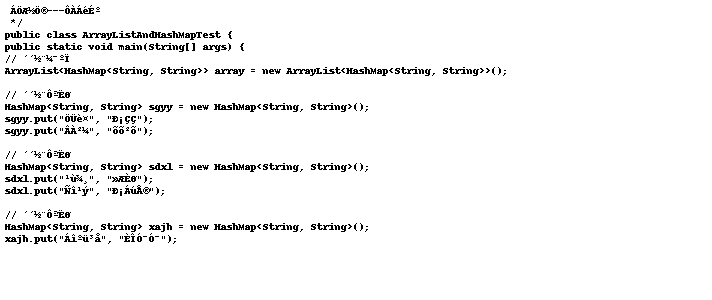 ÁÖÆ½Ö®---ÔÀÁéÉº
*/
public class ArrayListAndHashMapTest {
public static void main(String[] args) {
// ´´½¨¼¯ºÏ
ArrayList<HashMap<String, String>> array = new ArrayList<HashMap<String, String>>();
// ´´½¨ÔªËØ
HashMap<String, String> sgyy = new HashMap<String, String>();
sgyy.put("ÖÜè¤", "Ð¡ÇÇ");
sgyy.put("ÂÀ²¼", "õõ²õ");
// ´´½¨ÔªËØ
HashMap<String, String> sdxl = new HashMap<String, String>();
sdxl.put("¹ù¾¸", "»ÆÈØ");
sdxl.put("Ñî¹ý", "Ð¡ÁúÅ®");
// ´´½¨ÔªËØ
HashMap<String, String> xajh = new HashMap<String, String>();
xajh.put("Áîºü³å", "ÈÎÓ¯Ó¯");